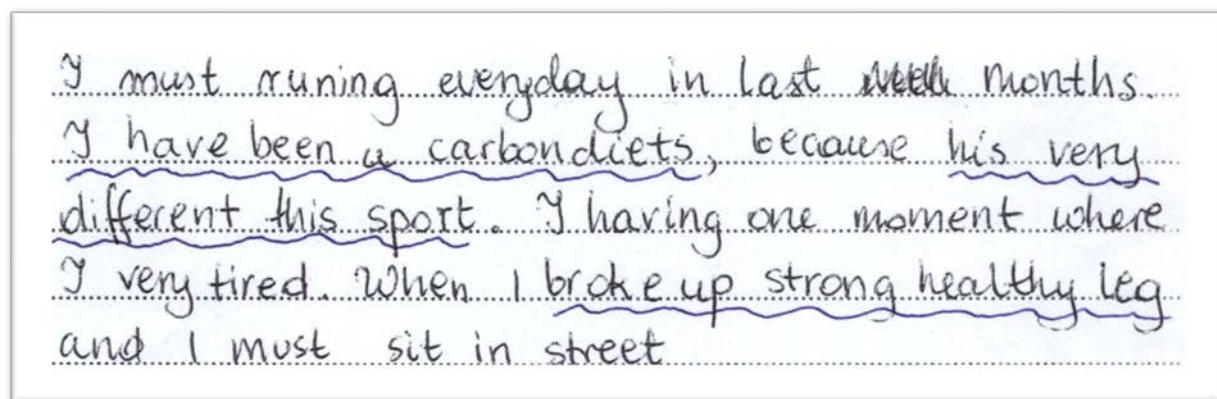 I must runing everyday in last months.
I have been a carbondiets, because his very
different this sport. I having one moment where
I very tired. When I broke up strong healthy leg
and I must sit in street